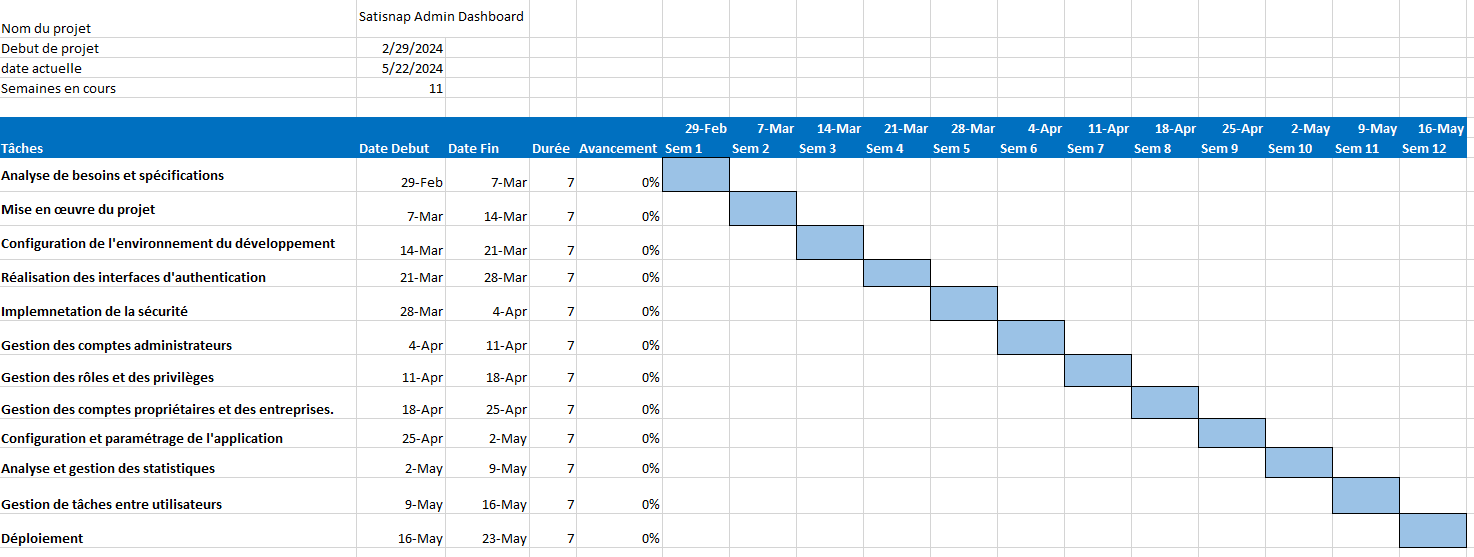 Satisnap Admin Dashboard
Nom du projet
Debut de projet 2/29/2024
date actuelle 5/22/2024
Semaines en cours 11
29-Feb 7-Mar 14-Mar 21-Mar 28-Mar 4-Apr 11-Apr 18-Apr 25-Apr 2-May 9-May 16-May
Tâches Date Debut Date Fin Durée Avancement Sem 1 Sem 2 Sem 3 Sem 4 Sem 5 Sem 6 Sem 7 Sem 8 Sem 9 Sem 10 Sem 11 Sem 12
Analyse de besoins et spécifications 29-Feb 7-Mar 7 0%
Mise en œuvre du projet 7-Mar 14-Mar 7 0%
Configuration de l'environnement du développement 14-Mar 21-Mar 7 0%
Réalisation des interfaces d'authentication 21-Mar 28-Mar 7 0%
Implemnetation de la sécurité 28-Mar 4-Apr 7 0%
Gestion des comptes administrateurs 4-Apr 11-Apr 7 0%
Gestion des rôles et des privilèges 11-Apr 18-Apr 7 0%
Gestion des comptes propriétaires et des entreprises. 18-Apr 25-Apr 7 0%
Configuration et paramétrage de l'application 25-Apr 2-May 7 0%
Analyse et gestion des statistiques 2-May 9-May 7 0%
Gestion de tâches entre utilisateurs 9-May 16-May 7 0%
Déploiement 16-May 23-May 7 0%